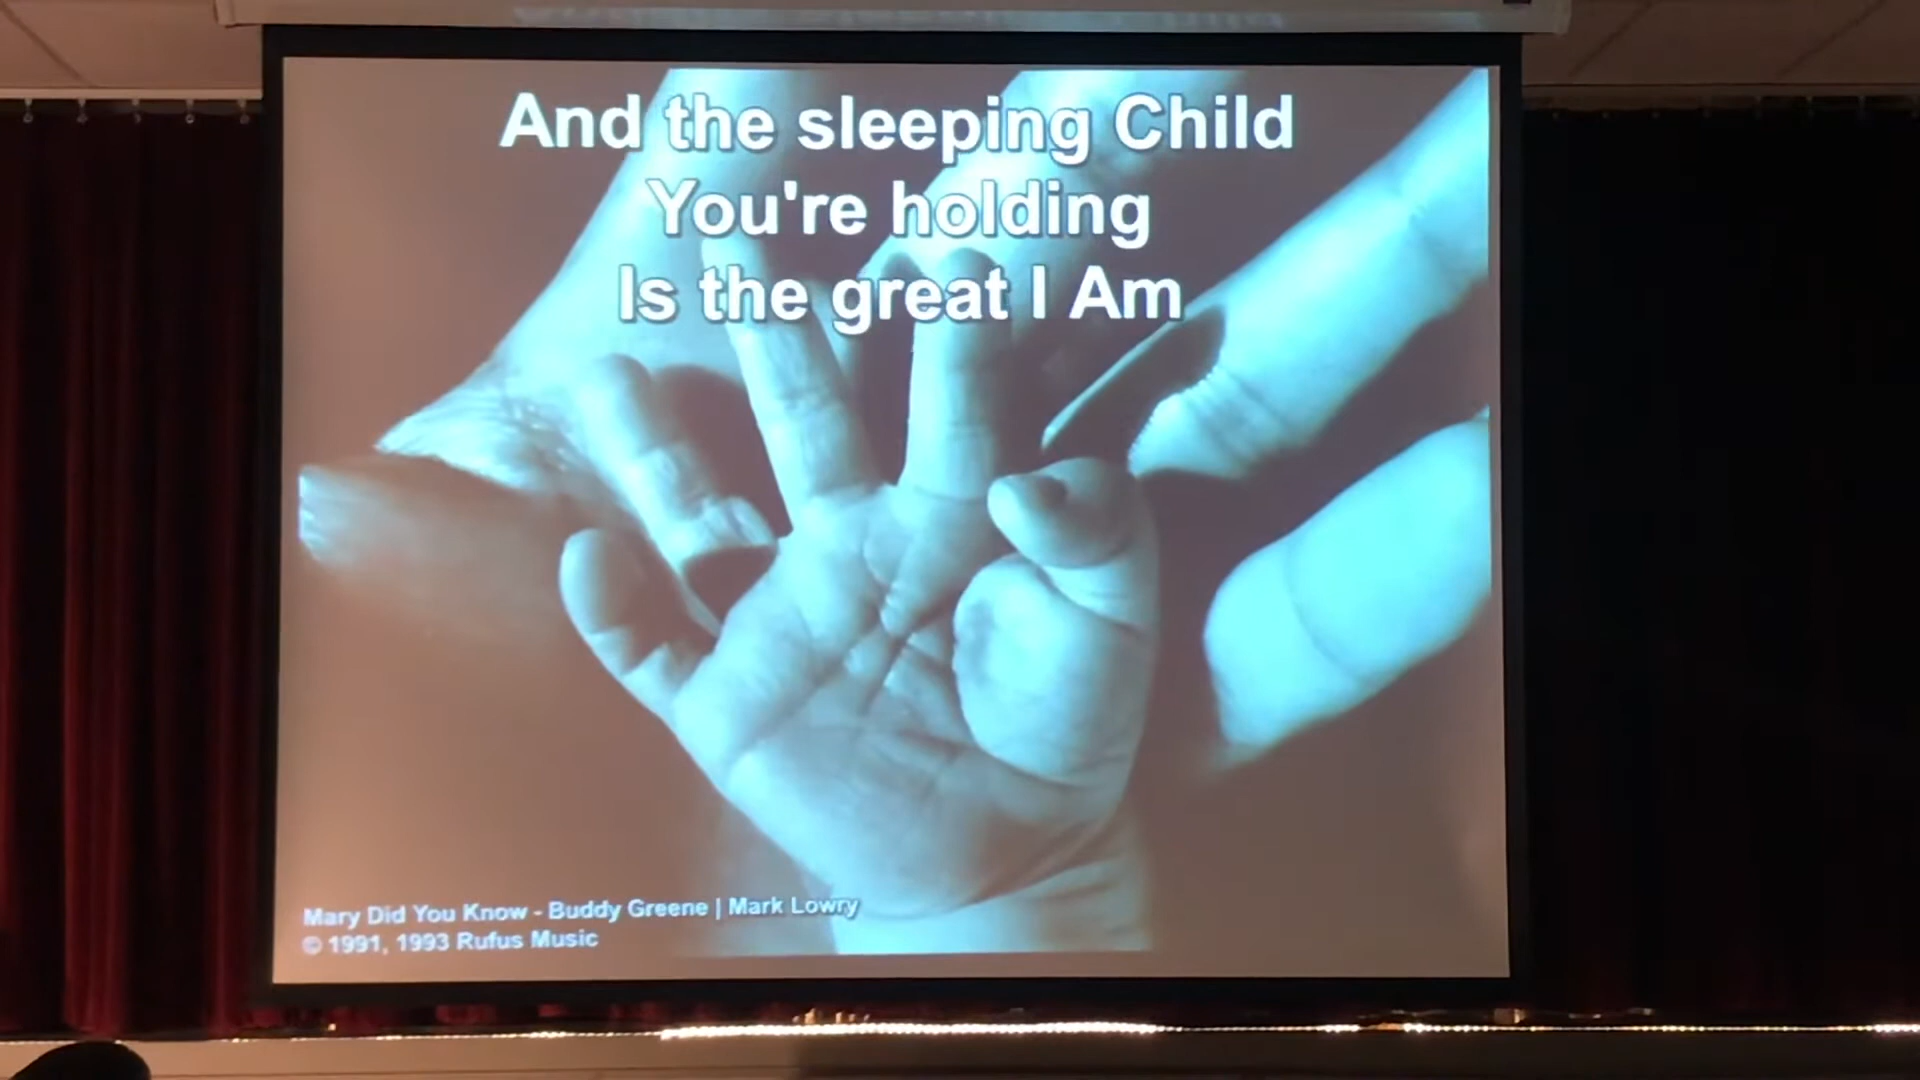 And the sleeping Child
You're holding
Is the great I Am
Mary Did You Know - Buddy Greene | Mark Lowry
© 1991, 1993 Rufus Music